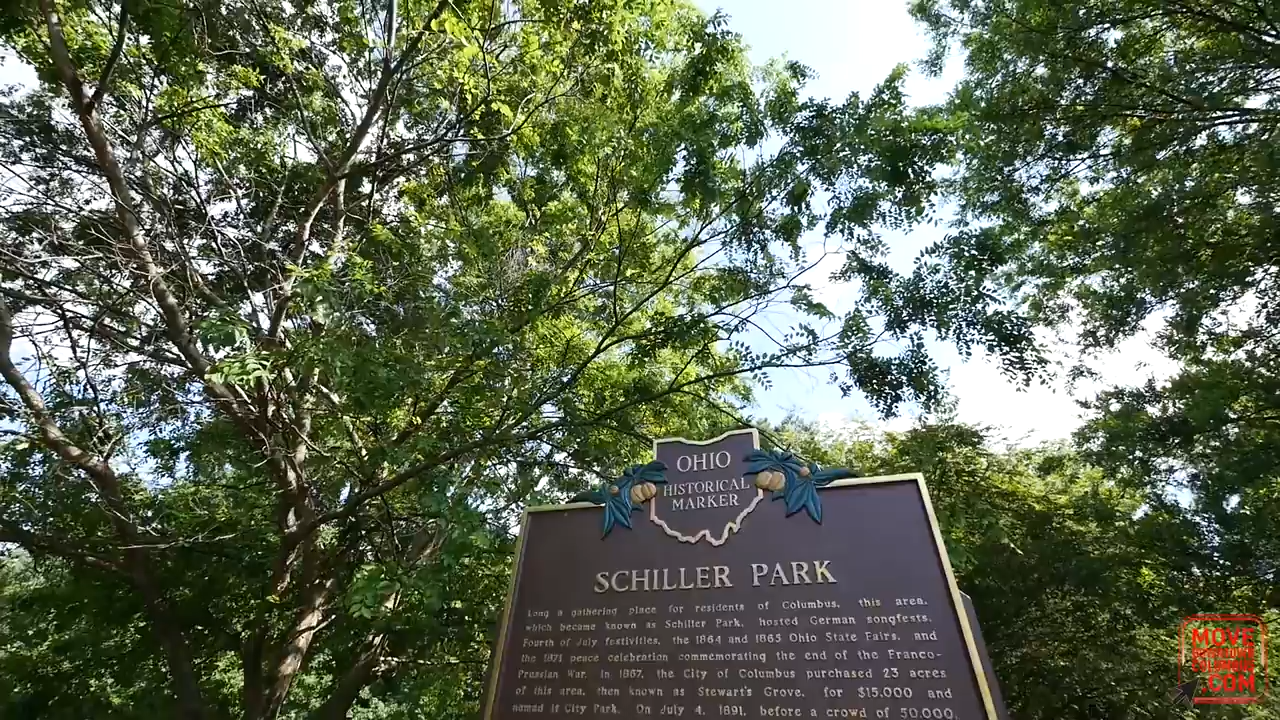 OHIO
HISTORICAL
MARKER
SCHILLER PARK
Long a gathering place for residents of Columbus, this area,
which became known as Schiller Park, hosted German songfests,
Fourth of July festivities, the 1864 and 1865 Ohio State Fairs, and
the 1871 peace celebration commemorating the end of the Franco-
Prussian War. In 1867, the City of Columbus purchased 23 acres
of this area, then known as Stewart's Grove, for $15,000 and
named it City Park. On July 4, 1891, before a crowd of 50,000,
MOVE
COLUMBUS
.COM